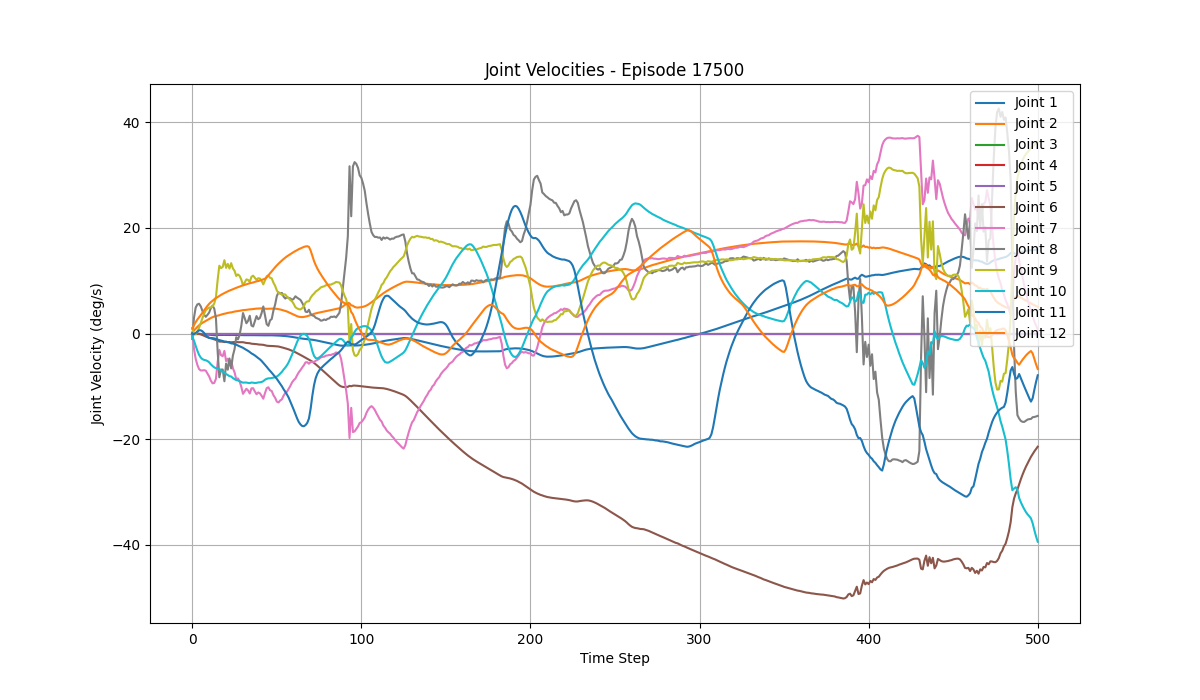 Joint Velocities - Episode 17500
Joint Velocity (deg/s)
40
20
0
−20
−40
0
100
200
300
400
500
Time Step
Joint 1
Joint 2
Joint 3
Joint 4
Joint 5
Joint 6
Joint 7
Joint 8
Joint 9
Joint 10
Joint 11
Joint 12